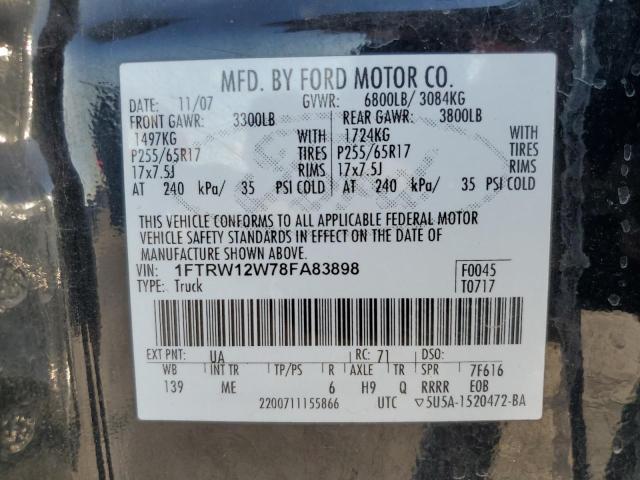 MFD. BY FORD MOTOR CO.
DATE: 11/07 GVWR: 6800LB/ 3084KG
FRONT GAWR: 3300LB REAR GAWR: 3800LB
1497KG WITH 1724KG WITH
P255/65R17 TIRES P255/65R17 TIRES
17x7.5J RIMS 17x7.5J RIMS
AT 240 kPa/ 35 PSI COLD AT 240 kPa/ 35 PSI COLD
THIS VEHICLE CONFORMS TO ALL APPLICABLE FEDERAL MOTOR
VEHICLE SAFETY STANDARDS IN EFFECT ON THE DATE OF
MANUFACTURE SHOWN ABOVE.
VIN: 1FTRW12W78FA83898 F0045
TYPE: Truck T0717
EXT PNT: UA RC: 71 DSO:
WB INT TR TP/PS R AXLE TR SPR 7F616
139 ME 6 H9 Q RRRR EOB
2200711155866 UTC ▽5U5A-1520472-BA